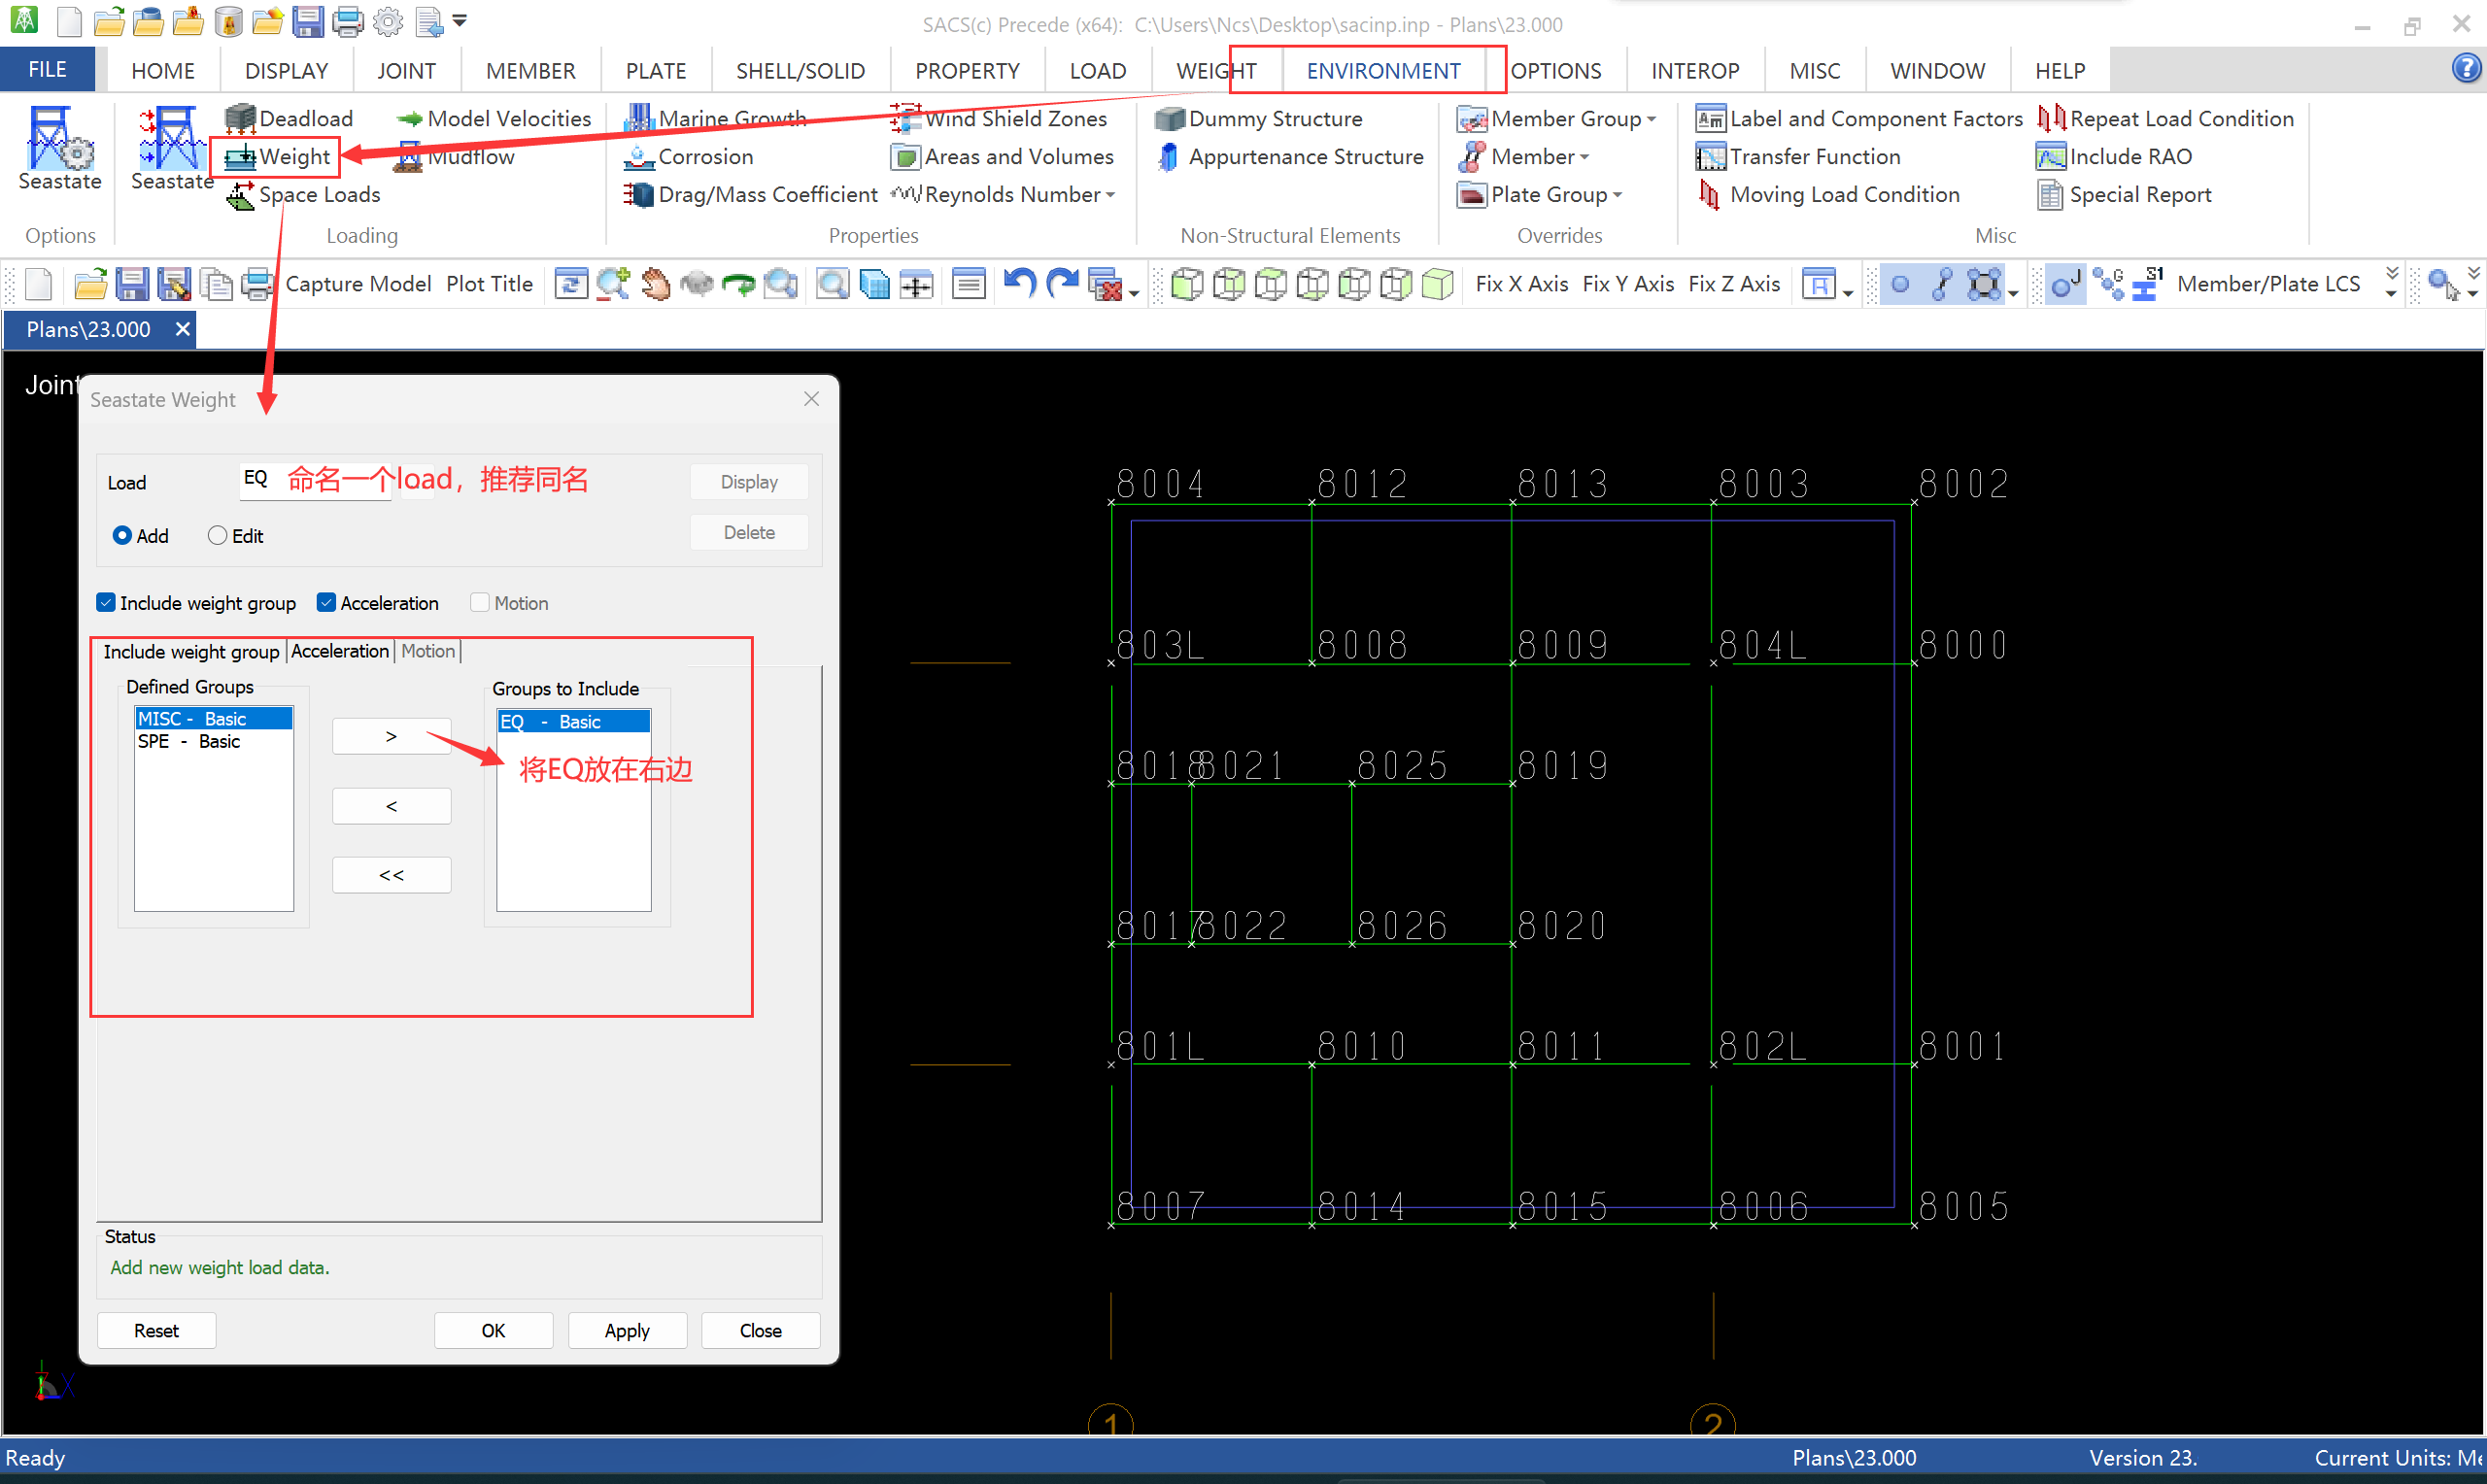 SACS(c) Precede (x64):  C:\Users\Ncs\Desktop\sacinp.inp - Plans\23.000
FILE HOME DISPLAY JOINT MEMBER PLATE SHELL/SOLID PROPERTY LOAD WEIGHT ENVIRONMENT OPTIONS INTEROP MISC WINDOW HELP
Deadload Model Velocities Marine Growth Wind Shield Zones Dummy Structure Member Group Label and Component Factors Repeat Load Condition
Weight Mudflow Corrosion Areas and Volumes Appurtenance Structure Member Transfer Function Include RAO
Seastate Seastate
Space Loads Drag/Mass Coefficient Reynolds Number Plate Group Moving Load Condition Special Report
Options Loading Properties Non-Structural Elements Overrides Misc
Capture Model Plot Title Fix X Axis Fix Y Axis Fix Z Axis Member/Plate LCS
Plans\23.000
Joint
Seastate Weight
Load EQ 命名一个load，推荐同名 Display
Add Edit Delete
Include weight group Acceleration Motion
Include weight group Acceleration Motion
Defined Groups Groups to Include
MISC - Basic EQ - Basic
SPE - Basic
>
将EQ放在右边
<
<<
Status
Add new weight load data.
Reset OK Apply Close
8004 8012 8013 8003 8002
803L 8008 8009 804L 8000
8018 8021 8025 8019
8017 8022 8026 8020
801L 8010 8011 802L 8001
8007 8014 8015 8006 8005
1 2
Ready Plans\23.000 Version 23. Current Units: